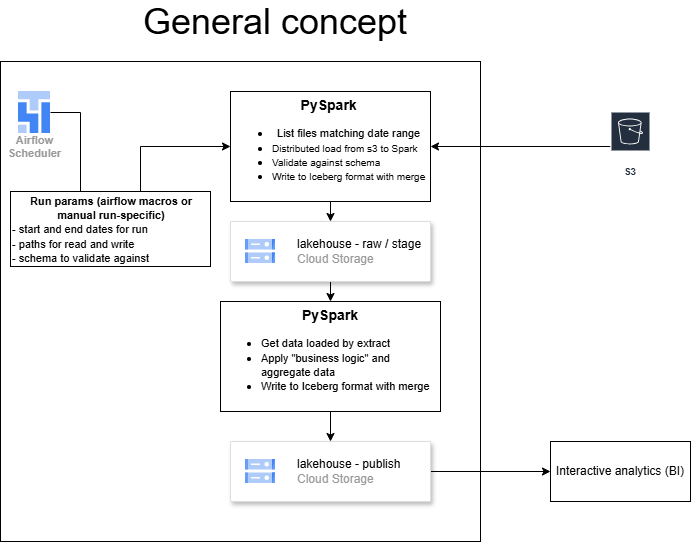 General concept
Airflow
Scheduler
Run params (airflow macros or
manual run-specific)
- start and end dates for run
- paths for read and write
- schema to validate against
PySpark
• List files matching date range
• Distributed load from s3 to Spark
• Validate against schema
• Write to Iceberg format with merge
S3
lakehouse - raw / stage
Cloud Storage
PySpark
• Get data loaded by extract
• Apply "business logic" and
aggregate data
• Write to Iceberg format with merge
lakehouse - publish
Cloud Storage
Interactive analytics (BI)